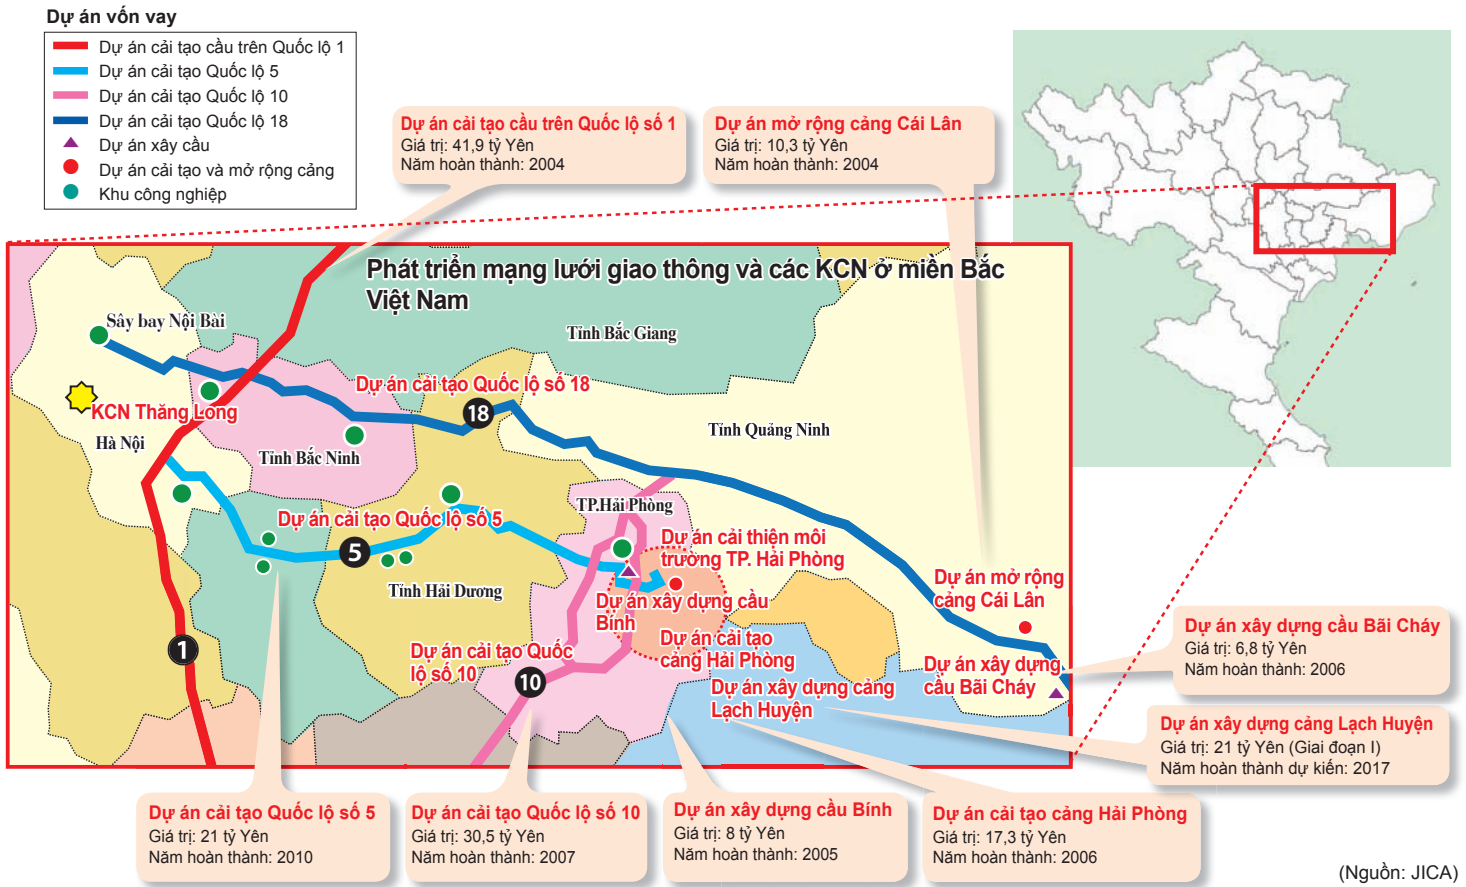 Dự án vốn vay
Dự án cải tạo cầu trên Quốc lộ 1
Dự án cải tạo Quốc lộ 5
Dự án cải tạo Quốc lộ 10
Dự án cải tạo Quốc lộ 18
Dự án xây cầu
Dự án cải tạo và mở rộng cảng
Khu công nghiệp
Dự án cải tạo cầu trên Quốc lộ số 1
Giá trị: 41,9 tỷ Yên
Năm hoàn thành: 2004
Dự án mở rộng cảng Cái Lân
Giá trị: 10,3 tỷ Yên
Năm hoàn thành: 2004
Phát triển mạng lưới giao thông và các KCN ở miền Bắc
Việt Nam
Sây bay Nội Bài
Tỉnh Bắc Giang
Dự án cải tạo Quốc lộ số 18
18
KCN Thăng Long
Hà Nội
Tỉnh Bắc Ninh
Tỉnh Quảng Ninh
TP.Hải Phòng
Dự án cải tạo Quốc lộ số 5
5
Dự án cải thiện môi
trường TP. Hải Phòng
Tỉnh Hải Dương
Dự án xây dựng cầu
Bính
Dự án mở rộng
cảng Cái Lân
1
Dự án cải tạo Quốc
lộ số 10
10
Dự án cải tạo
cảng Hải Phòng
Dự án xây dựng
cầu Bãi Cháy
Dự án xây dựng cảng
Lạch Huyện
Dự án xây dựng cầu Bãi Cháy
Giá trị: 6,8 tỷ Yên
Năm hoàn thành: 2006
Dự án xây dựng cảng Lạch Huyện
Giá trị: 21 tỷ Yên (Giai đoạn I)
Năm hoàn thành dự kiến: 2017
Dự án cải tạo Quốc lộ số 5
Giá trị: 21 tỷ Yên
Năm hoàn thành: 2010
Dự án cải tạo Quốc lộ số 10
Giá trị: 30,5 tỷ Yên
Năm hoàn thành: 2007
Dự án xây dựng cầu Bính
Giá trị: 8 tỷ Yên
Năm hoàn thành: 2005
Dự án cải tạo cảng Hải Phòng
Giá trị: 17,3 tỷ Yên
Năm hoàn thành: 2006
(Nguồn: JICA)